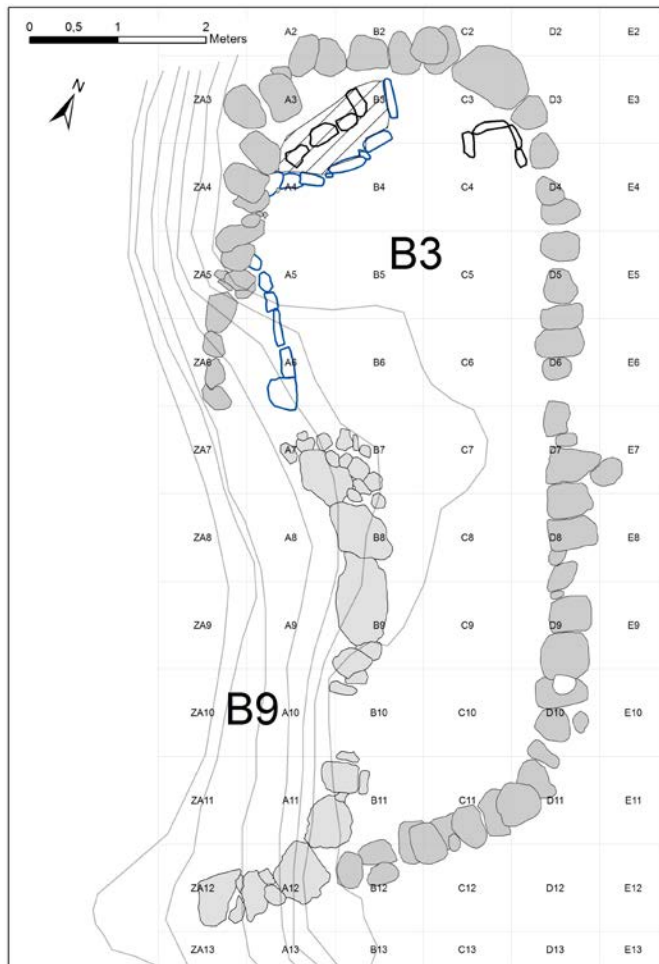 0 0,5 1 2
Meters
N
A2 B2 C2 D2 E2
ZA3 A3 B3 C3 D3 E3
ZA4 A4 B4 C4 D4 E4
B3
ZA5 A5 B5 C5 D5 E5
ZA6 A6 B6 C6 D6 E6
ZA7 A7 B7 C7 D7 E7
ZA8 A8 B8 C8 D8 E8
ZA9 A9 B9 C9 D9 E9
B9
ZA10 A10 B10 C10 D10 E10
ZA11 A11 B11 C11 D11 E11
ZA12 A12 B12 C12 D12 E12
ZA13 A13 B13 C13 D13 E13